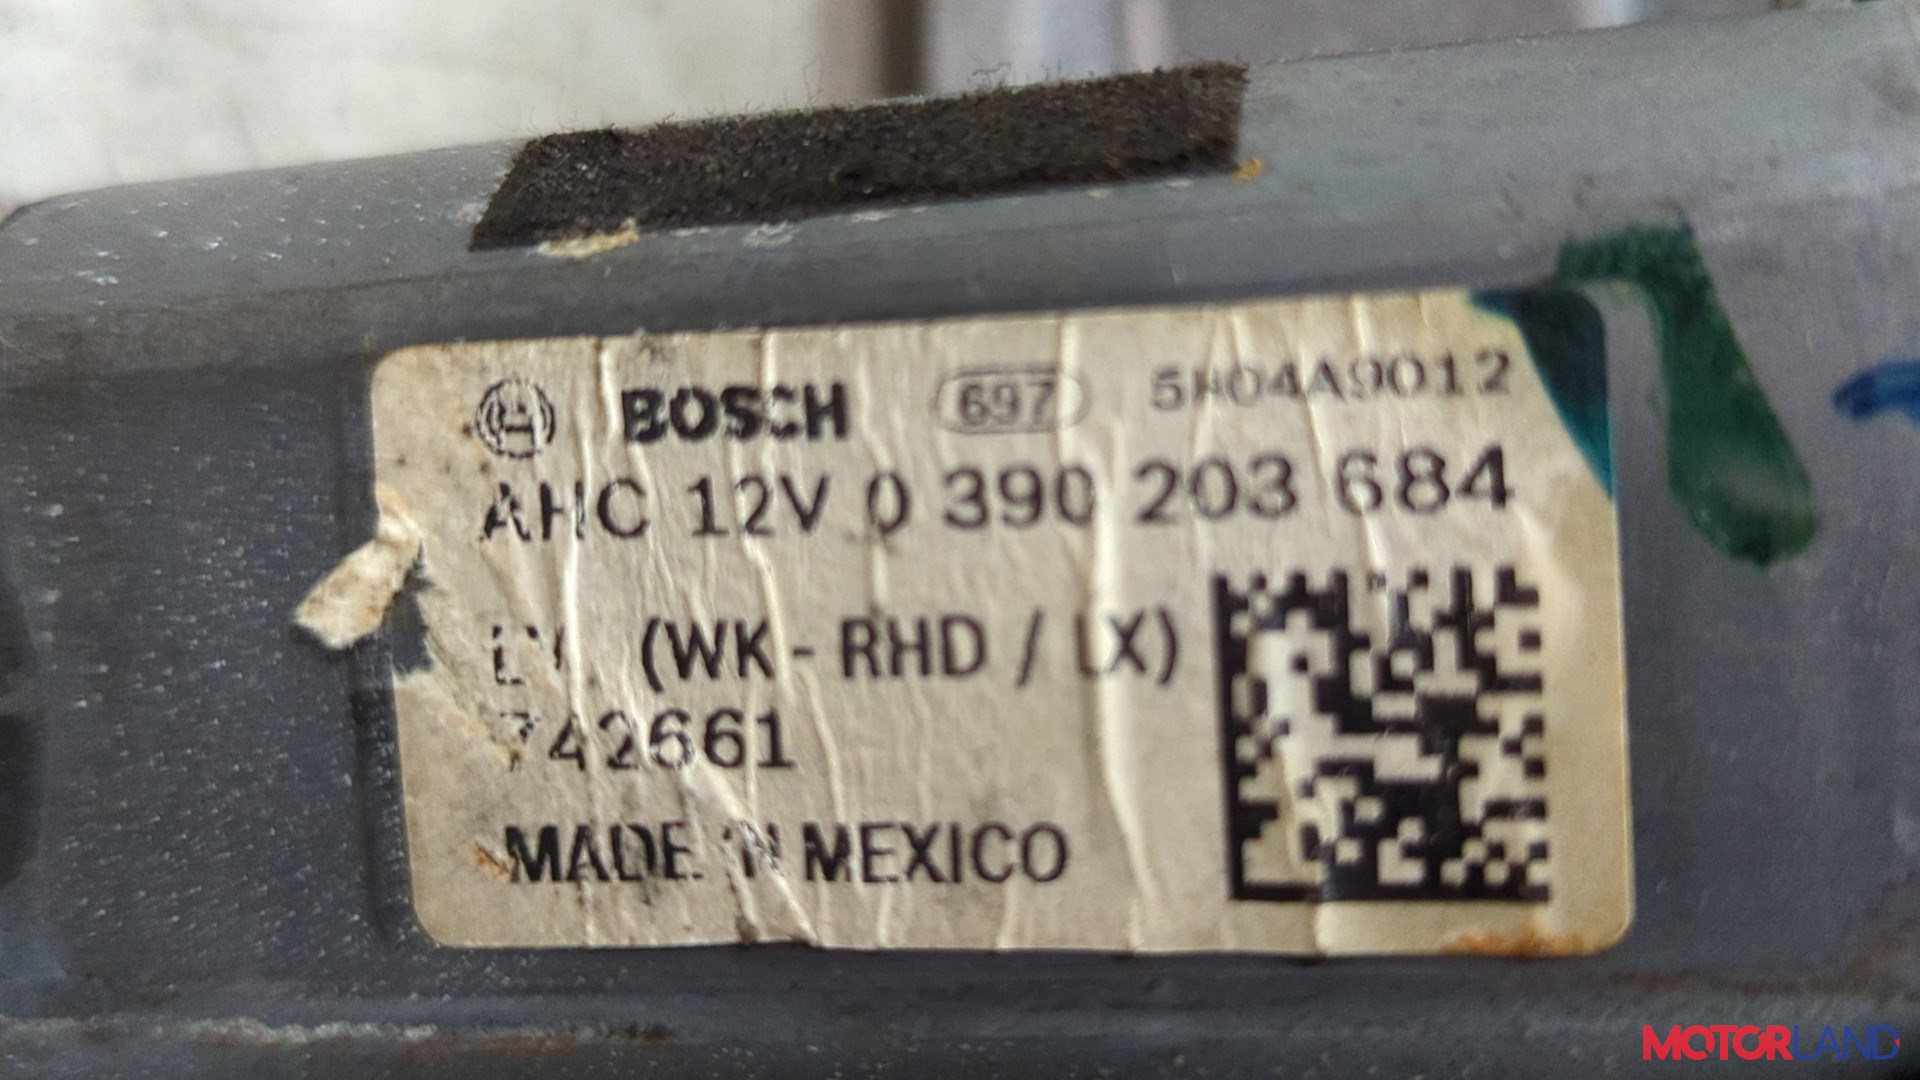 BOSCH 697 5H04A9012
AHC 12V 0 390 203 684
(WK - RHD / LX)
742661
MADE IN MEXICO
MOTORLAND